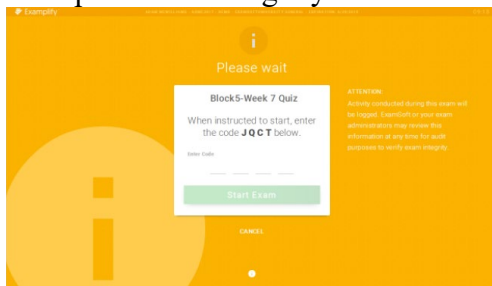 Examplify
Please wait
Block5-Week 7 Quiz
When instructed to start, enter
the code JQCT below.
Enter Code
Start Exam
CANCEL
ATTENTION:
Activity conducted during this exam will
be logged. ExamSoft or your exam
administrators may review this
information at any time for audit
purposes to verify exam integrity